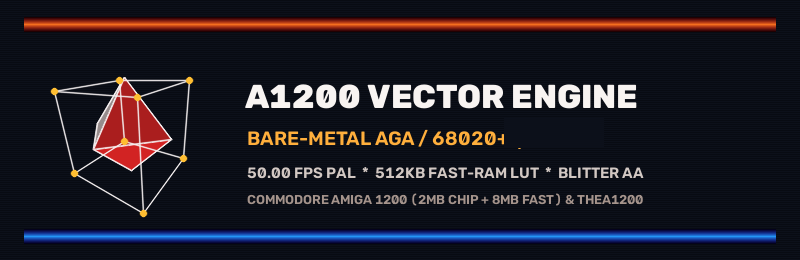 A1200 VECTOR ENGINE
BARE-METAL AGA / 68020+
50.00 FPS PAL * 512KB FAST-RAM LUT * BLITTER AA
COMMODORE AMIGA 1200 (2MB CHIP + 8MB FAST) & THEA1200